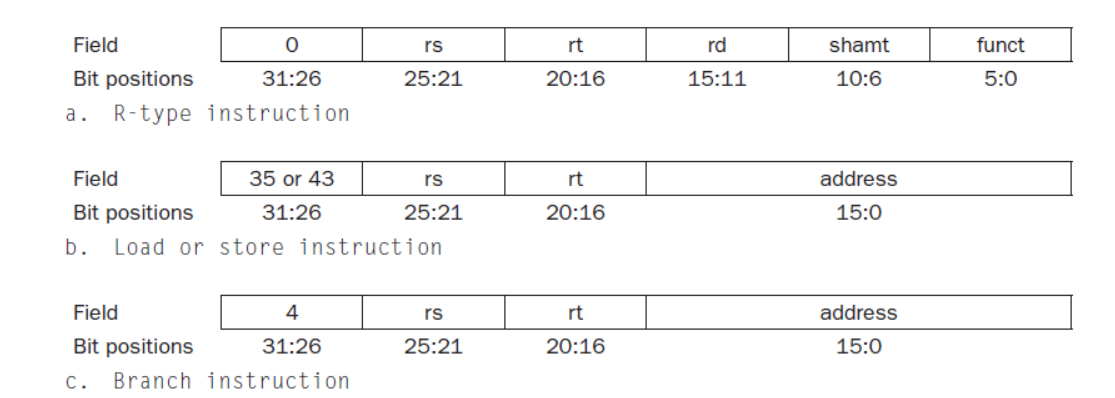 Field 0 rs rt rd shamt funct
Bit positions 31:26 25:21 20:16 15:11 10:6 5:0
a. R-type instruction
Field 35 or 43 rs rt address
Bit positions 31:26 25:21 20:16 15:0
b. Load or store instruction
Field 4 rs rt address
Bit positions 31:26 25:21 20:16 15:0
c. Branch instruction